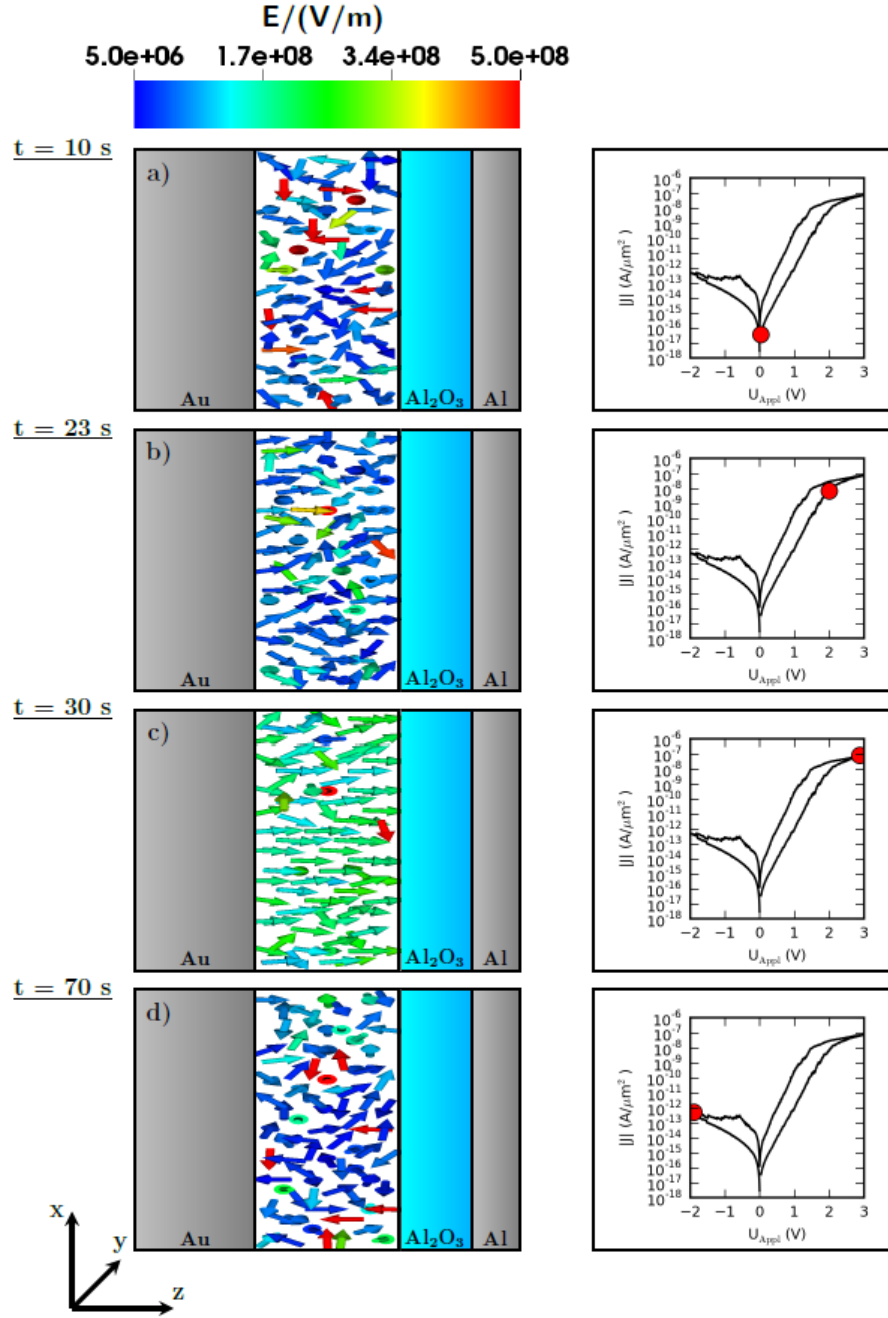 E/(V/m)
5.0e+06 1.7e+08 3.4e+08 5.0e+08
t = 10 s
a)
Au
Al₂O₃
Al
|J| (A/μm²)
10⁻⁶
10⁻⁷
10⁻⁸
10⁻⁹
10⁻¹⁰
10⁻¹¹
10⁻¹²
10⁻¹³
10⁻¹⁴
10⁻¹⁵
10⁻¹⁶
10⁻¹⁷
10⁻¹⁸
−2 −1 0 1 2 3
U_Appl (V)
t = 23 s
b)
Au
Al₂O₃
Al
|J| (A/μm²)
10⁻⁶
10⁻⁷
10⁻⁸
10⁻⁹
10⁻¹⁰
10⁻¹¹
10⁻¹²
10⁻¹³
10⁻¹⁴
10⁻¹⁵
10⁻¹⁶
10⁻¹⁷
10⁻¹⁸
−2 −1 0 1 2 3
U_Appl (V)
t = 30 s
c)
Au
Al₂O₃
Al
|J| (A/μm²)
10⁻⁶
10⁻⁷
10⁻⁸
10⁻⁹
10⁻¹⁰
10⁻¹¹
10⁻¹²
10⁻¹³
10⁻¹⁴
10⁻¹⁵
10⁻¹⁶
10⁻¹⁷
10⁻¹⁸
−2 −1 0 1 2 3
U_Appl (V)
t = 70 s
d)
Au
Al₂O₃
Al
|J| (A/μm²)
10⁻⁶
10⁻⁷
10⁻⁸
10⁻⁹
10⁻¹⁰
10⁻¹¹
10⁻¹²
10⁻¹³
10⁻¹⁴
10⁻¹⁵
10⁻¹⁶
10⁻¹⁷
10⁻¹⁸
−2 −1 0 1 2 3
U_Appl (V)
x
y
z